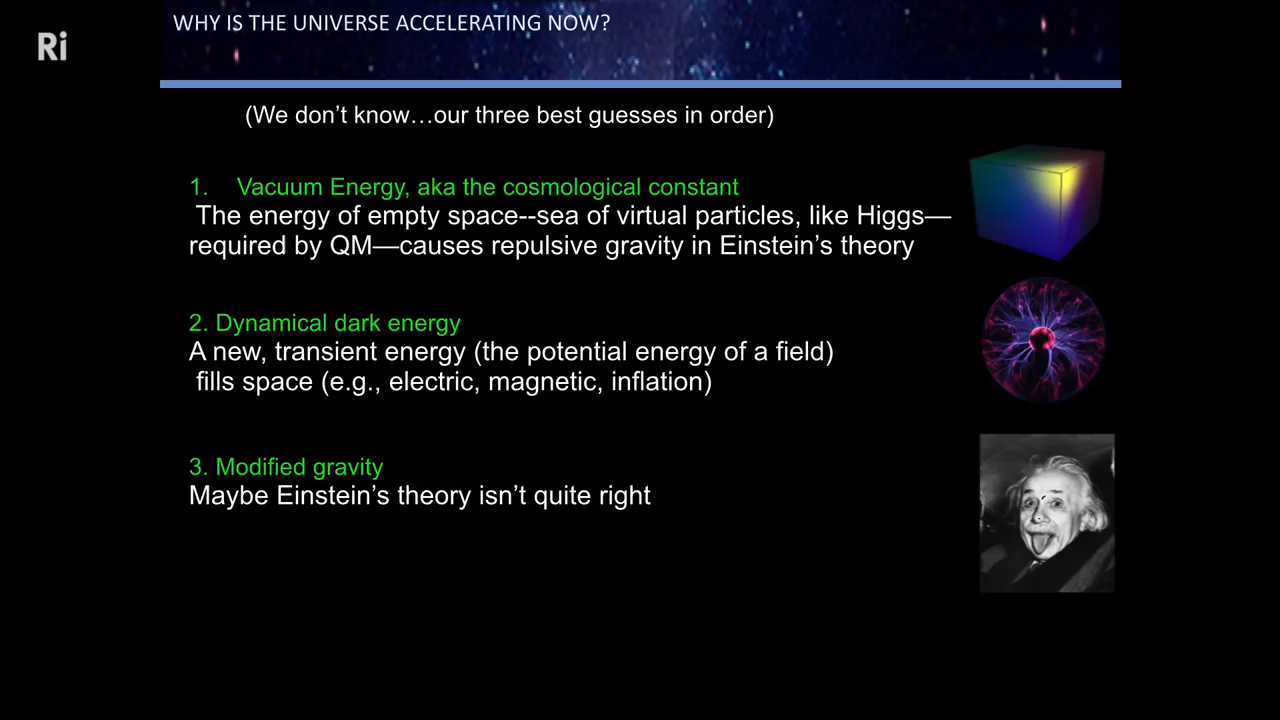 WHY IS THE UNIVERSE ACCELERATING NOW?
Ri
(We don’t know…our three best guesses in order)
1. Vacuum Energy, aka the cosmological constant
The energy of empty space--sea of virtual particles, like Higgs—
required by QM—causes repulsive gravity in Einstein’s theory
2. Dynamical dark energy
A new, transient energy (the potential energy of a field)
fills space (e.g., electric, magnetic, inflation)
3. Modified gravity
Maybe Einstein’s theory isn’t quite right